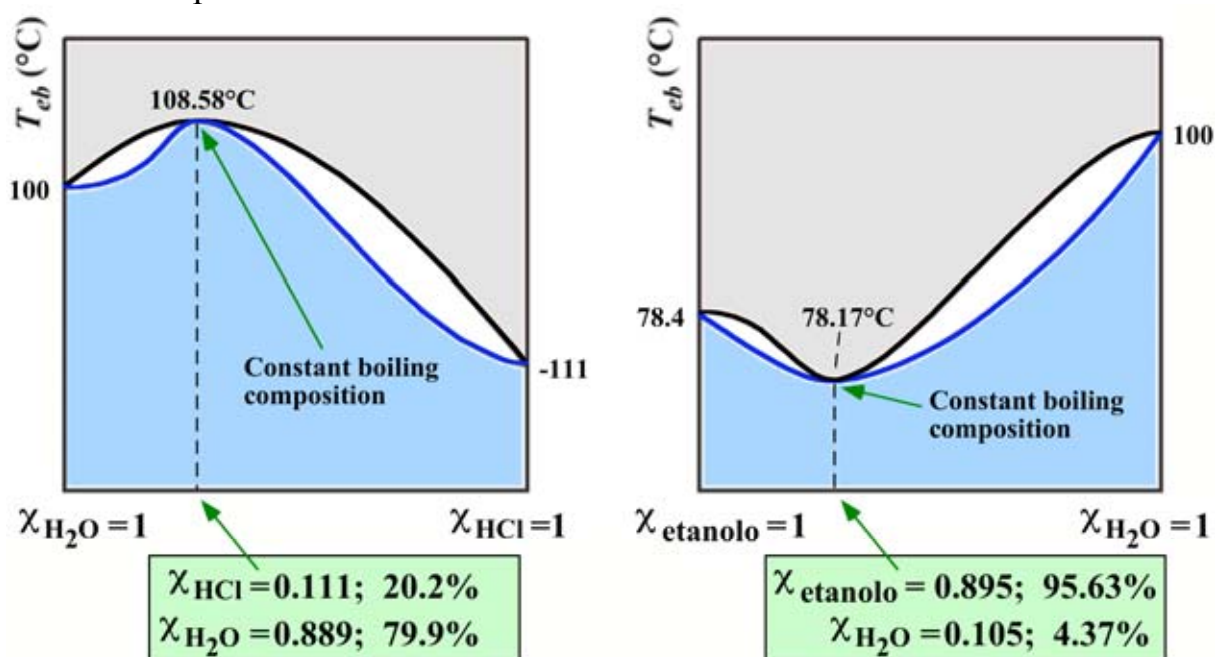 T_eb (°C)
108.58°C
100
Constant boiling
composition
-111
χ_H₂O = 1
χ_HCl = 1
χ_HCl = 0.111; 20.2%
χ_H₂O = 0.889; 79.9%
T_eb (°C)
100
78.4
78.17°C
Constant boiling
composition
χ_etanolo = 1
χ_H₂O = 1
χ_etanolo = 0.895; 95.63%
χ_H₂O = 0.105; 4.37%